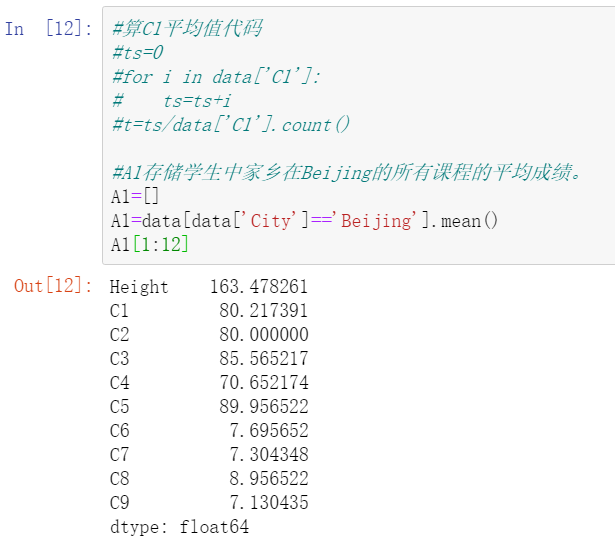 In [12]: #算C1平均值代码
#ts=0
#for i in data['C1']:
#    ts=ts+i
#t=ts/data['C1'].count()
#A1存储学生中家乡在Beijing的所有课程的平均成绩。
A1=[]
A1=data[data['City']=='Beijing'].mean()
A1[1:12]
Out[12]: Height    163.478261
C1         80.217391
C2         80.000000
C3         85.565217
C4         70.652174
C5         89.956522
C6          7.695652
C7          7.304348
C8          8.956522
C9          7.130435
dtype: float64